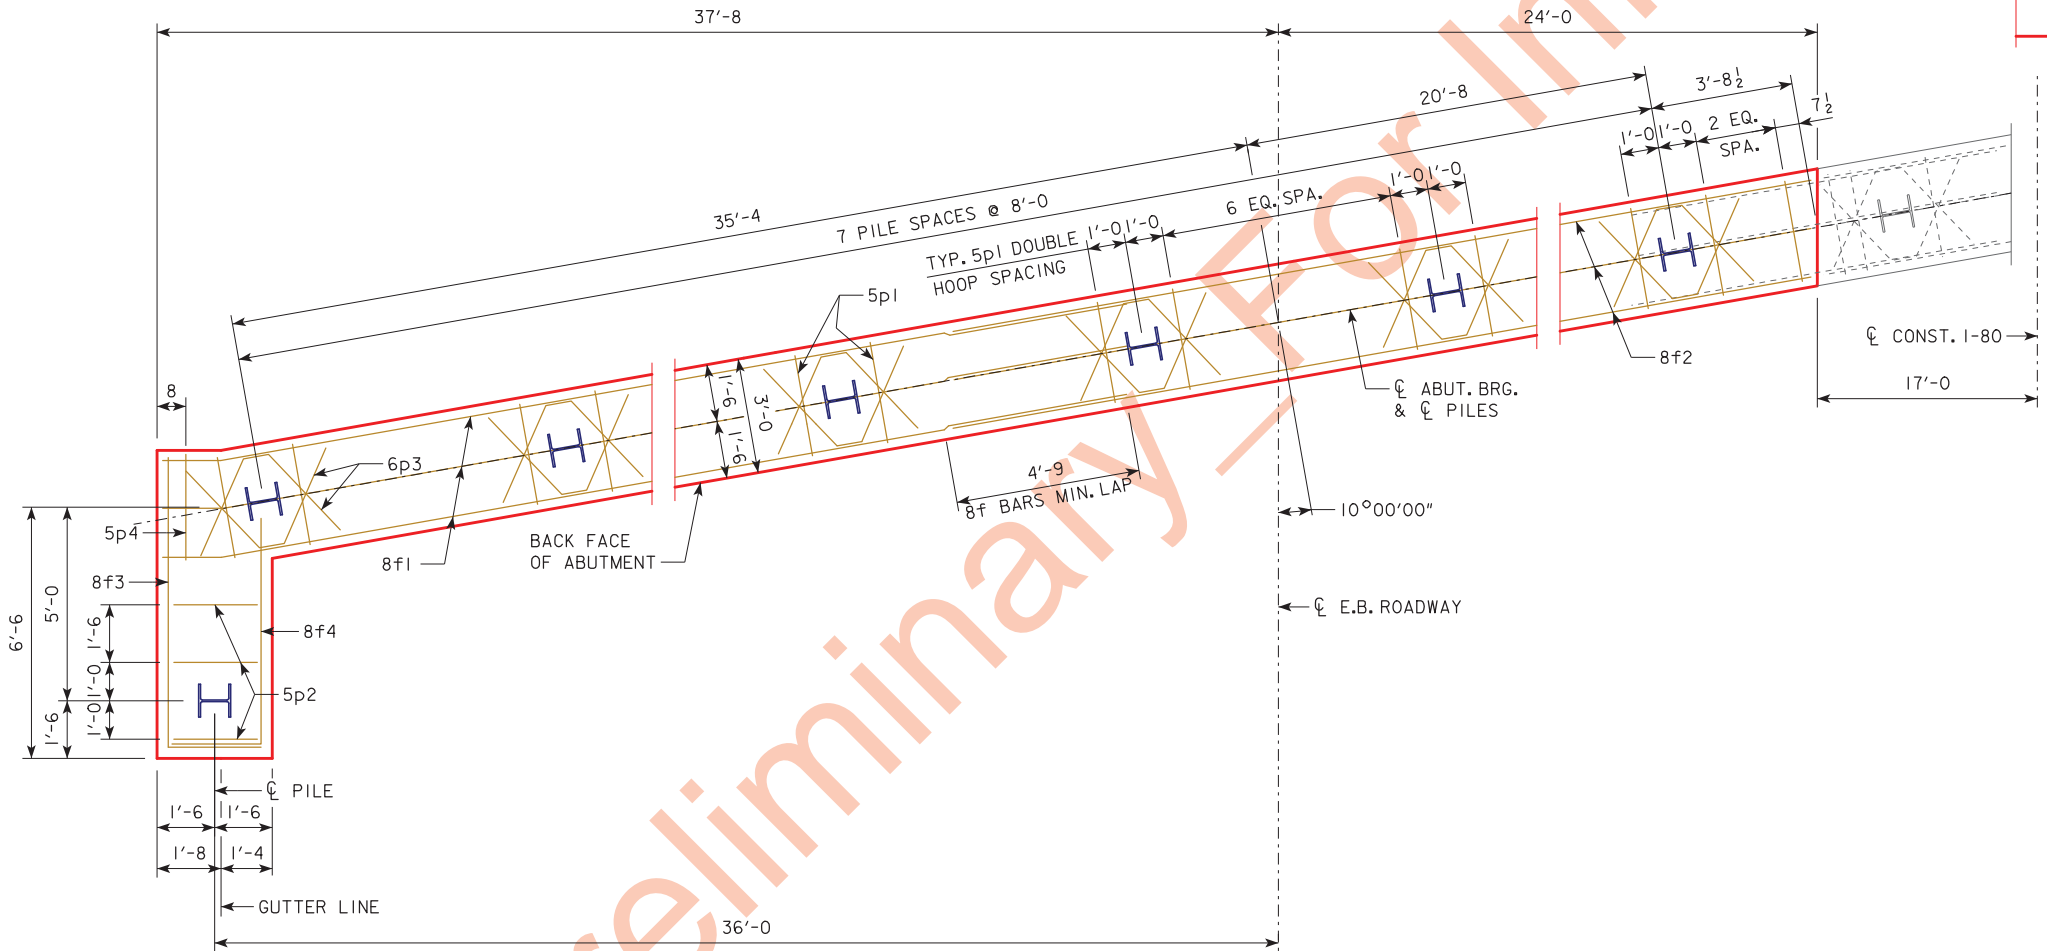 37'-8
24'-0
20'-8
3'-8½
7½
1'-0
1'-0
2 EQ.
SPA.
35'-4
7 PILE SPACES @ 8'-0
6 EQ. SPA.
1'-0
1'-0
TYP. 5p1 DOUBLE
HOOP SPACING
1'-0
1'-0
5p1
8f2
℄ CONST. I-80
17'-0
8
1'-6
3'-0
1'-6
℄ ABUT. BRG.
& ℄ PILES
6p3
4'-9
8f BARS MIN. LAP
10°00'00"
5p4
8f1
BACK FACE
OF ABUTMENT
8f3
6'-6
5'-0
1'-6
1'-0
1'-0
1'-6
8f4
5p2
℄ E.B. ROADWAY
℄ PILE
1'-6
1'-6
1'-8
1'-4
GUTTER LINE
36'-0
reliminary_For In